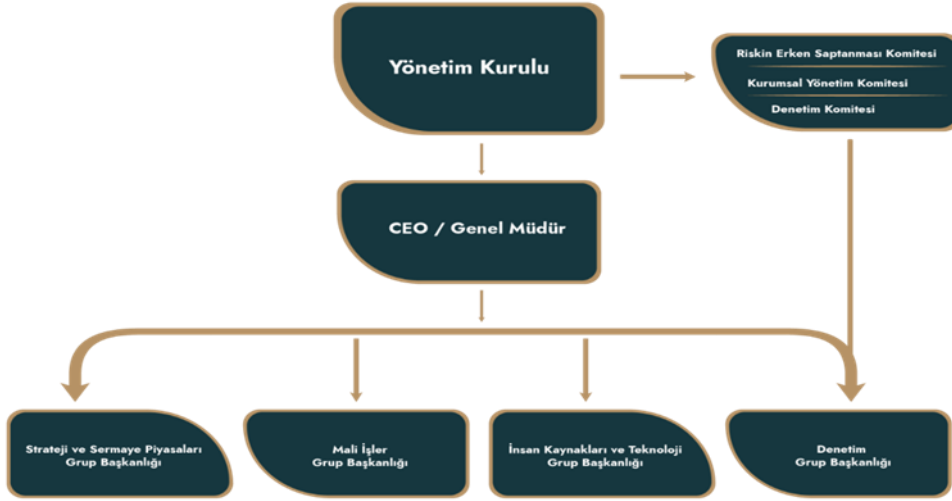 Yönetim Kurulu
Riskin Erken Saptanması Komitesi
Kurumsal Yönetim Komitesi
Denetim Komitesi
CEO / Genel Müdür
Strateji ve Sermaye Piyasaları
Grup Başkanlığı
Mali İşler
Grup Başkanlığı
İnsan Kaynakları ve Teknoloji
Grup Başkanlığı
Denetim
Grup Başkanlığı